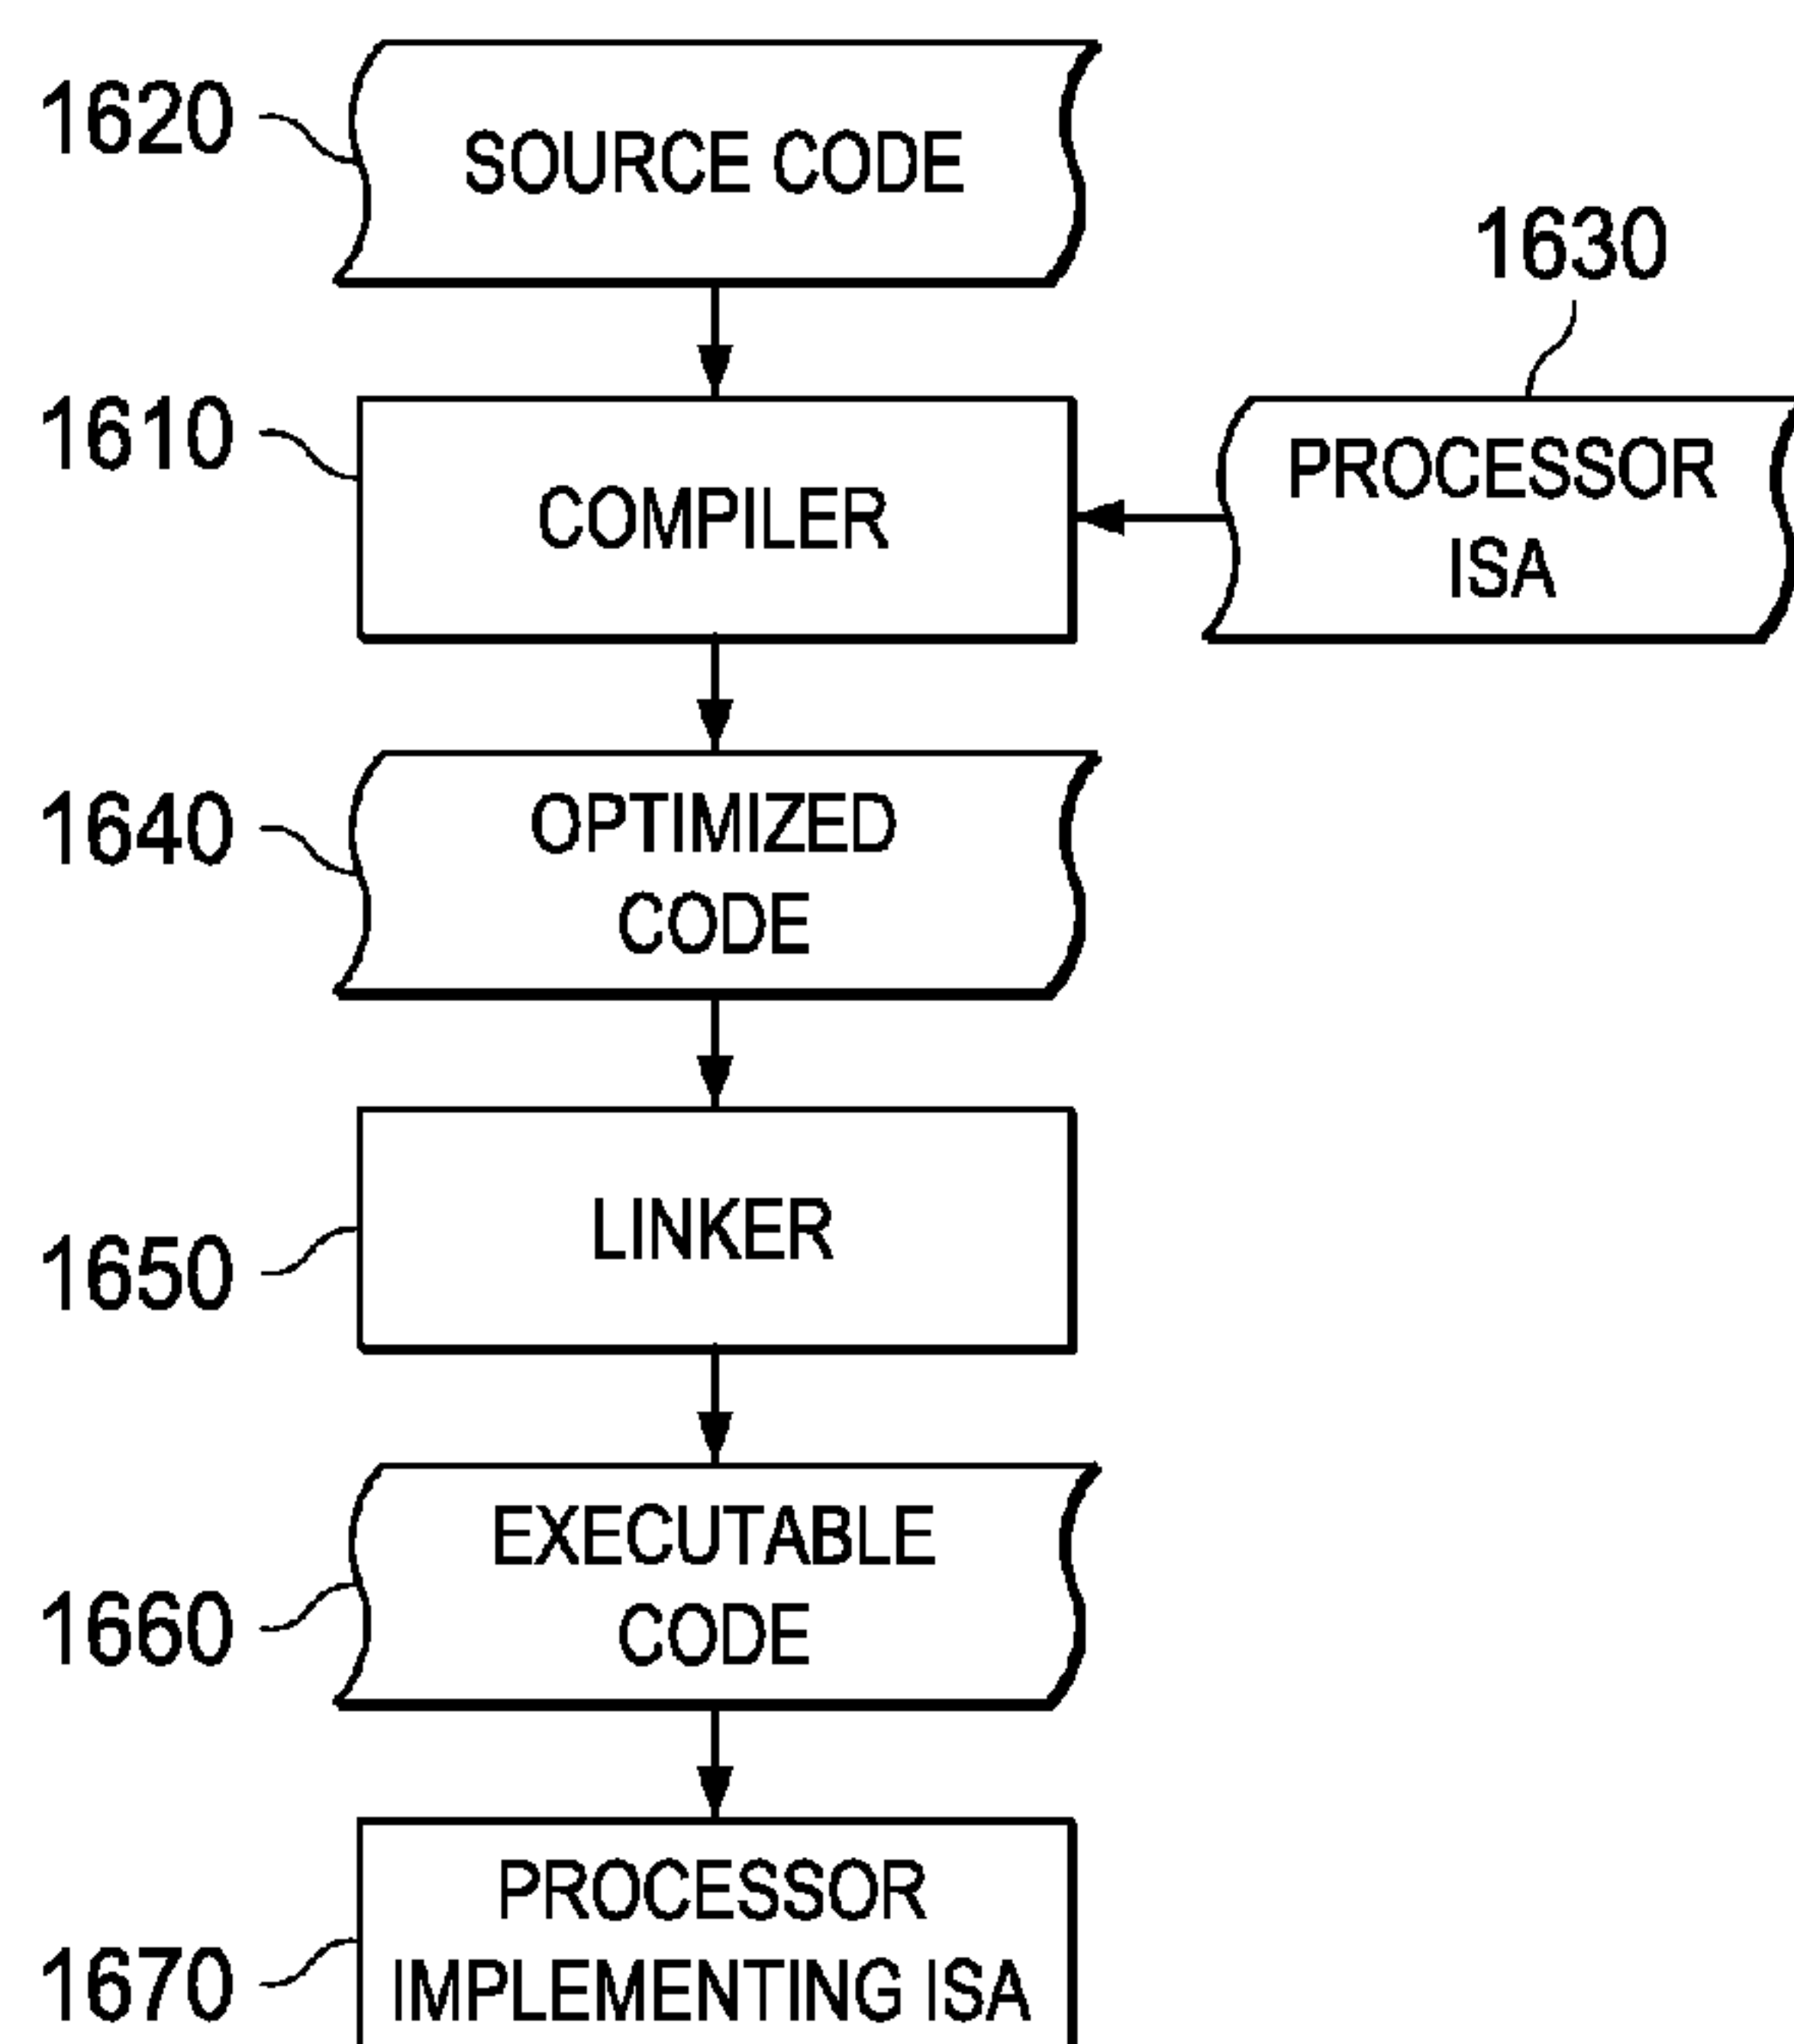 1620
SOURCE CODE
1630
1610
COMPILER
PROCESSOR
ISA
1640
OPTIMIZED
CODE
1650
LINKER
1660
EXECUTABLE
CODE
1670
PROCESSOR
IMPLEMENTING ISA